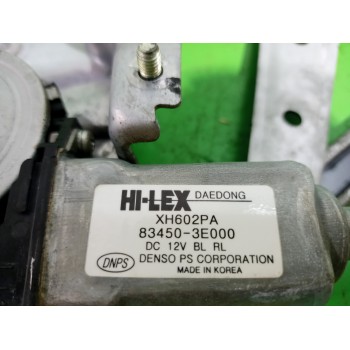 HI-LEX DAEDONG
XH602PA
83450-3E000
DC 12V BL RL
DNPS DENSO PS CORPORATION
MADE IN KOREA